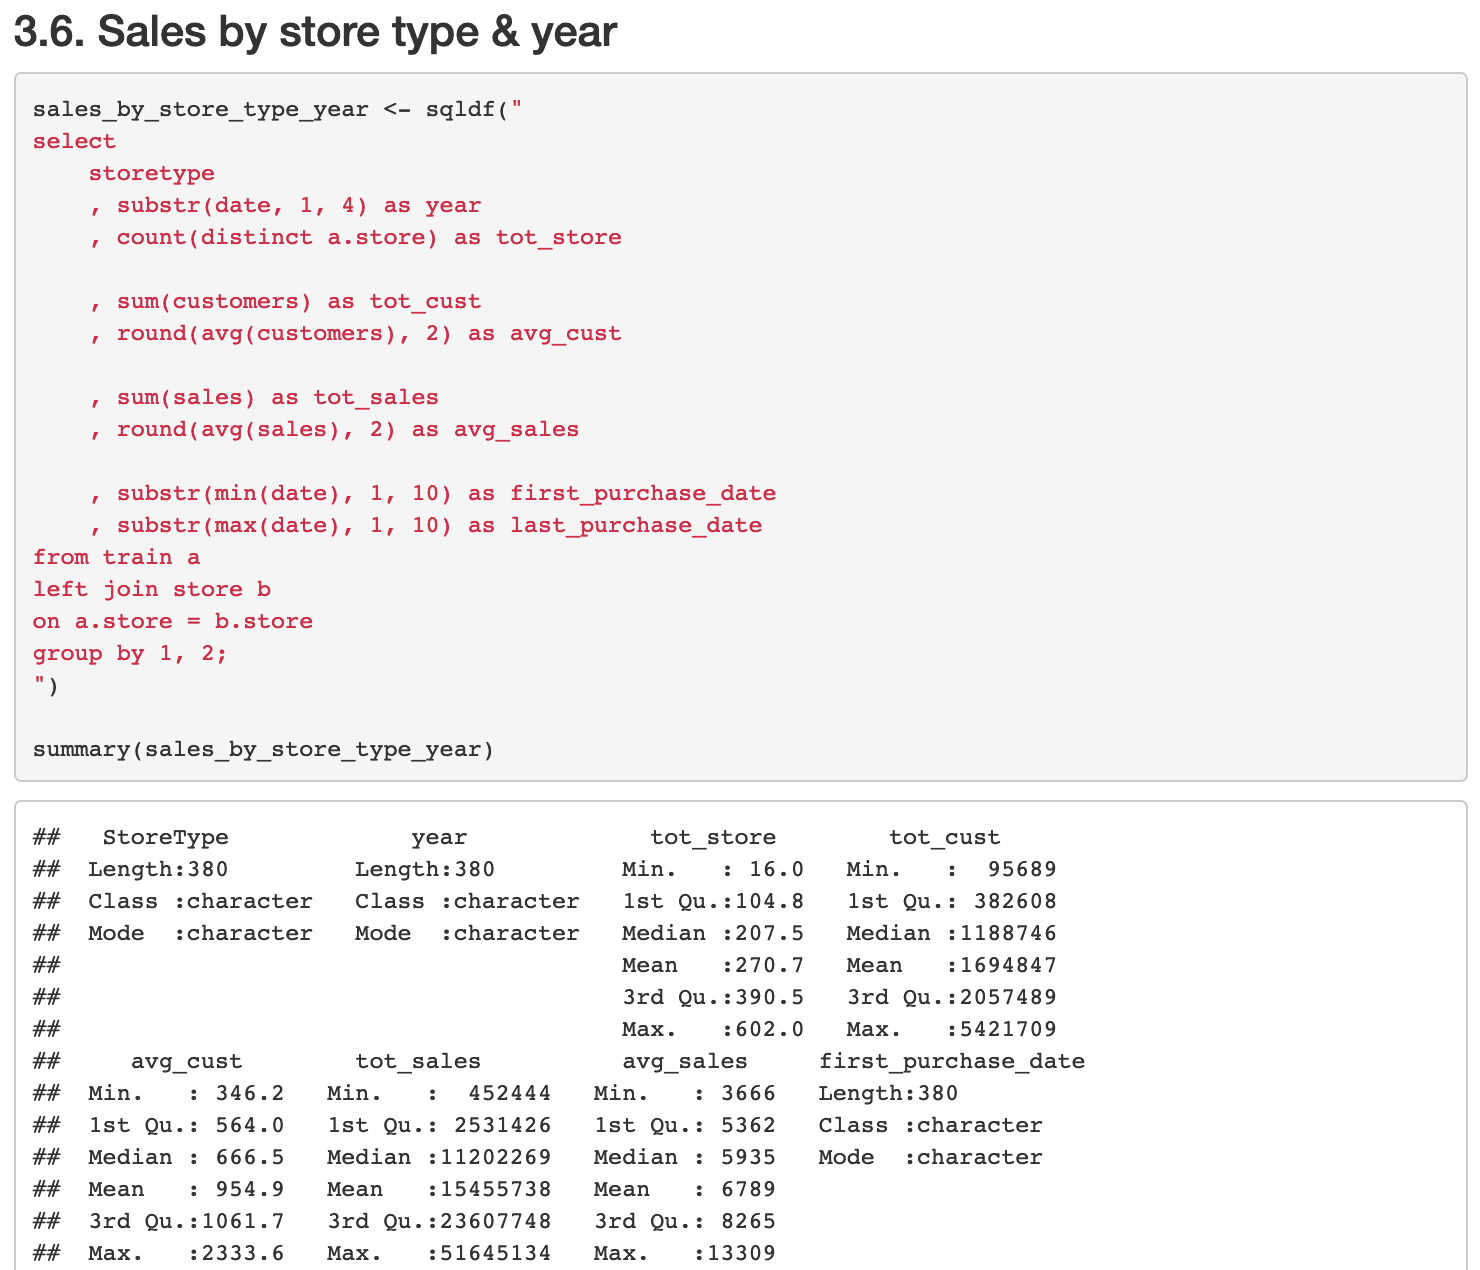 3.6. Sales by store type & year
sales_by_store_type_year <- sqldf("
select
    storetype
    , substr(date, 1, 4) as year
    , count(distinct a.store) as tot_store

    , sum(customers) as tot_cust
    , round(avg(customers), 2) as avg_cust

    , sum(sales) as tot_sales
    , round(avg(sales), 2) as avg_sales

    , substr(min(date), 1, 10) as first_purchase_date
    , substr(max(date), 1, 10) as last_purchase_date
from train a
left join store b
on a.store = b.store
group by 1, 2;
")

summary(sales_by_store_type_year)
##   StoreType             year             tot_store        tot_cust
##  Length:380         Length:380         Min.   : 16.0   Min.   :  95689
##  Class :character   Class :character   1st Qu.:104.8   1st Qu.: 382608
##  Mode  :character   Mode  :character   Median :207.5   Median :1188746
##                                        Mean   :270.7   Mean   :1694847
##                                        3rd Qu.:390.5   3rd Qu.:2057489
##                                        Max.   :602.0   Max.   :5421709
##     avg_cust        tot_sales          avg_sales     first_purchase_date
##  Min.   : 346.2   Min.   :  452444   Min.   : 3666   Length:380
##  1st Qu.: 564.0   1st Qu.: 2531426   1st Qu.: 5362   Class :character
##  Median : 666.5   Median :11202269   Median : 5935   Mode  :character
##  Mean   : 954.9   Mean   :15455738   Mean   : 6789
##  3rd Qu.:1061.7   3rd Qu.:23607748   3rd Qu.: 8265
##  Max.   :2333.6   Max.   :51645134   Max.   :13309